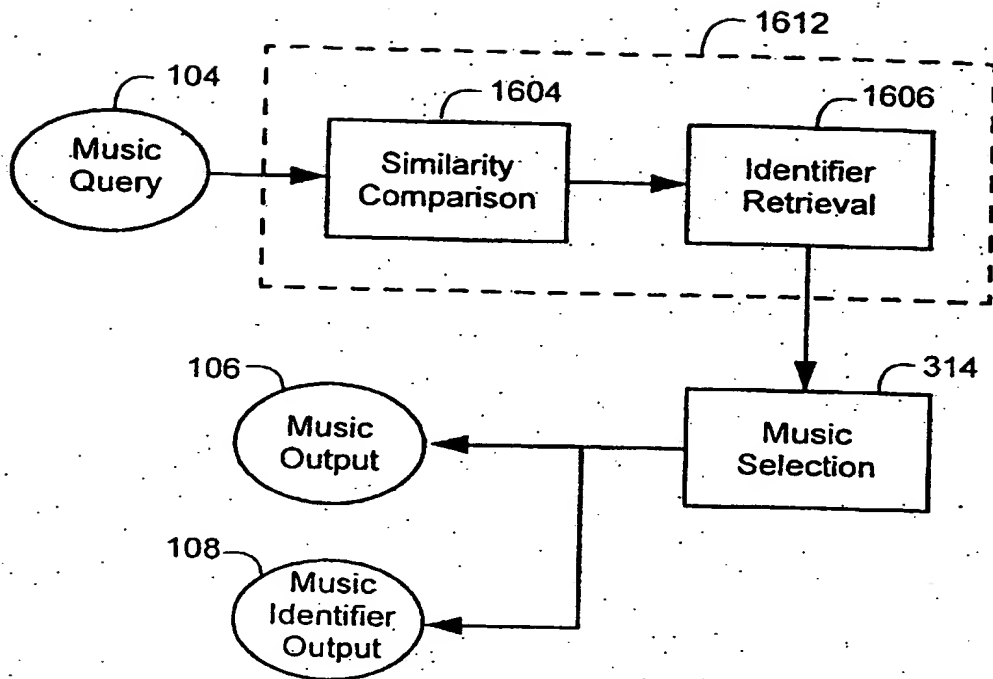 1612
104
1604
1606
Music
Query
Similarity
Comparison
Identifier
Retrieval
106
314
Music
Output
Music
Selection
108
Music
Identifier
Output